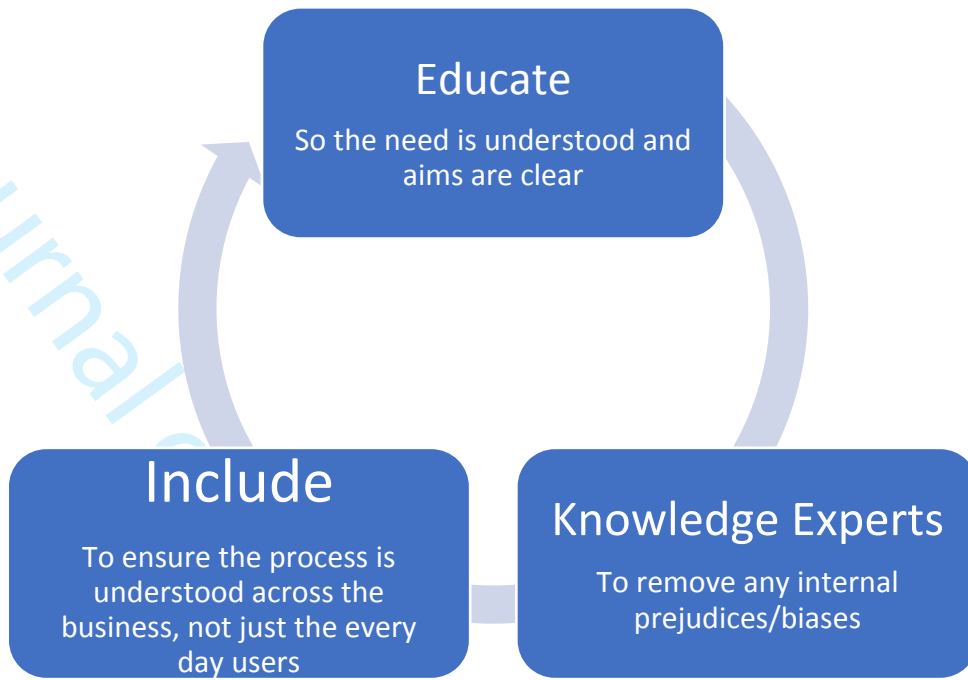 Educate
So the need is understood and
aims are clear
Include
To ensure the process is
understood across the
business, not just the every
day users
Knowledge Experts
To remove any internal
prejudices/biases